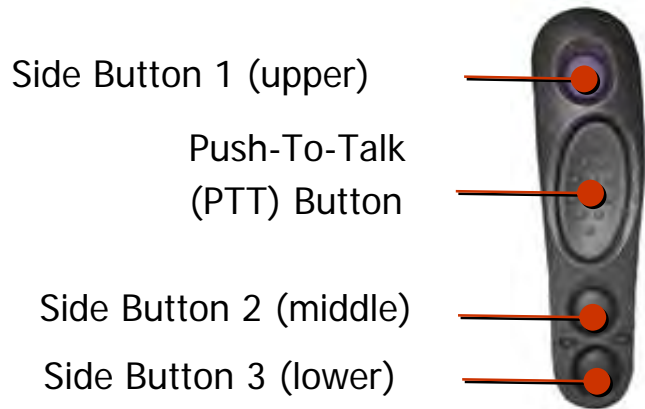 Side Button 1 (upper)
Push-To-Talk
(PTT) Button
Side Button 2 (middle)
Side Button 3 (lower)